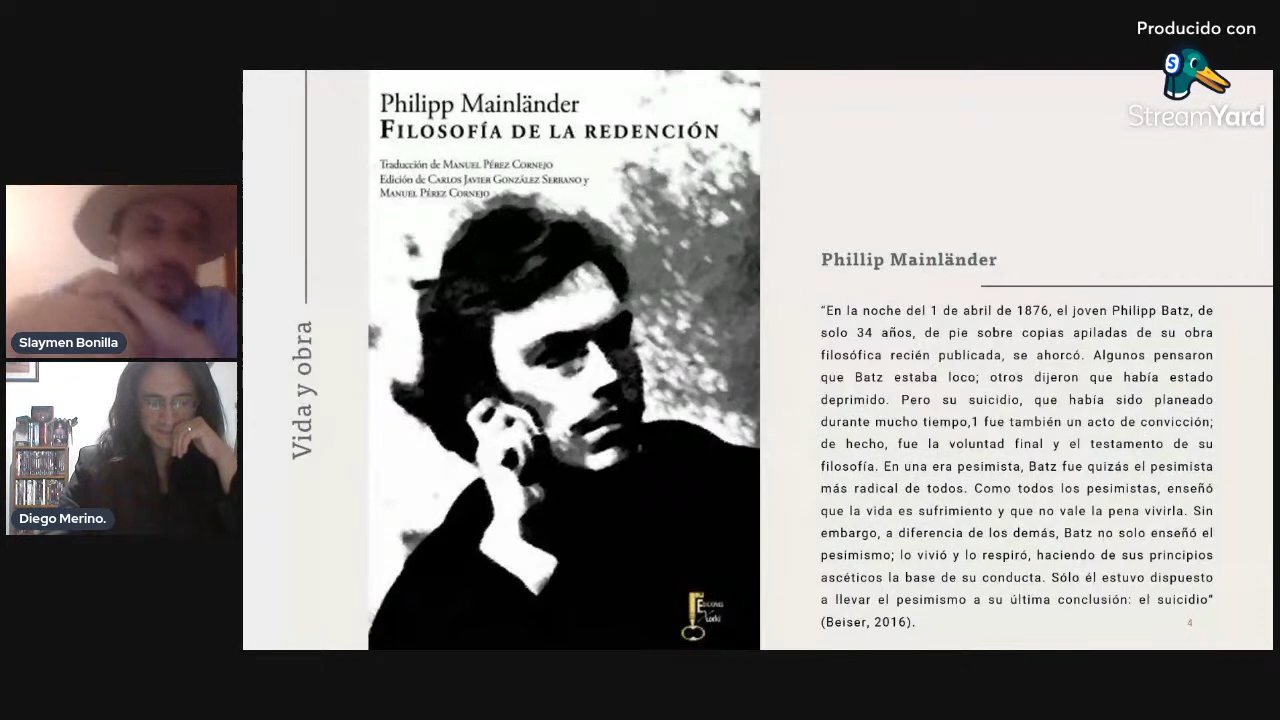 Producido con
StreamYard
Philipp Mainländer
FILOSOFÍA DE LA REDENCIÓN
Traducción de MANUEL PÉREZ CORNEJO
Edición de CARLOS JAVIER GONZÁLEZ SERRANO y
MANUEL PÉREZ CORNEJO
Vida y obra
Slaymen Bonilla
Diego Merino.
Phillip Mainländer
“En la noche del 1 de abril de 1876, el joven Philipp Batz, de
solo 34 años, de pie sobre copias apiladas de su obra
filosófica recién publicada, se ahorcó. Algunos pensaron
que Batz estaba loco; otros dijeron que había estado
deprimido. Pero su suicidio, que había sido planeado
durante mucho tiempo,1 fue también un acto de convicción;
de hecho, fue la voluntad final y el testamento de su
filosofía. En una era pesimista, Batz fue quizás el pesimista
más radical de todos. Como todos los pesimistas, enseñó
que la vida es sufrimiento y que no vale la pena vivirla. Sin
embargo, a diferencia de los demás, Batz no solo enseñó el
pesimismo; lo vivió y lo respiró, haciendo de sus principios
ascéticos la base de su conducta. Sólo él estuvo dispuesto
a llevar el pesimismo a su última conclusión: el suicidio”
(Beiser, 2016).
4